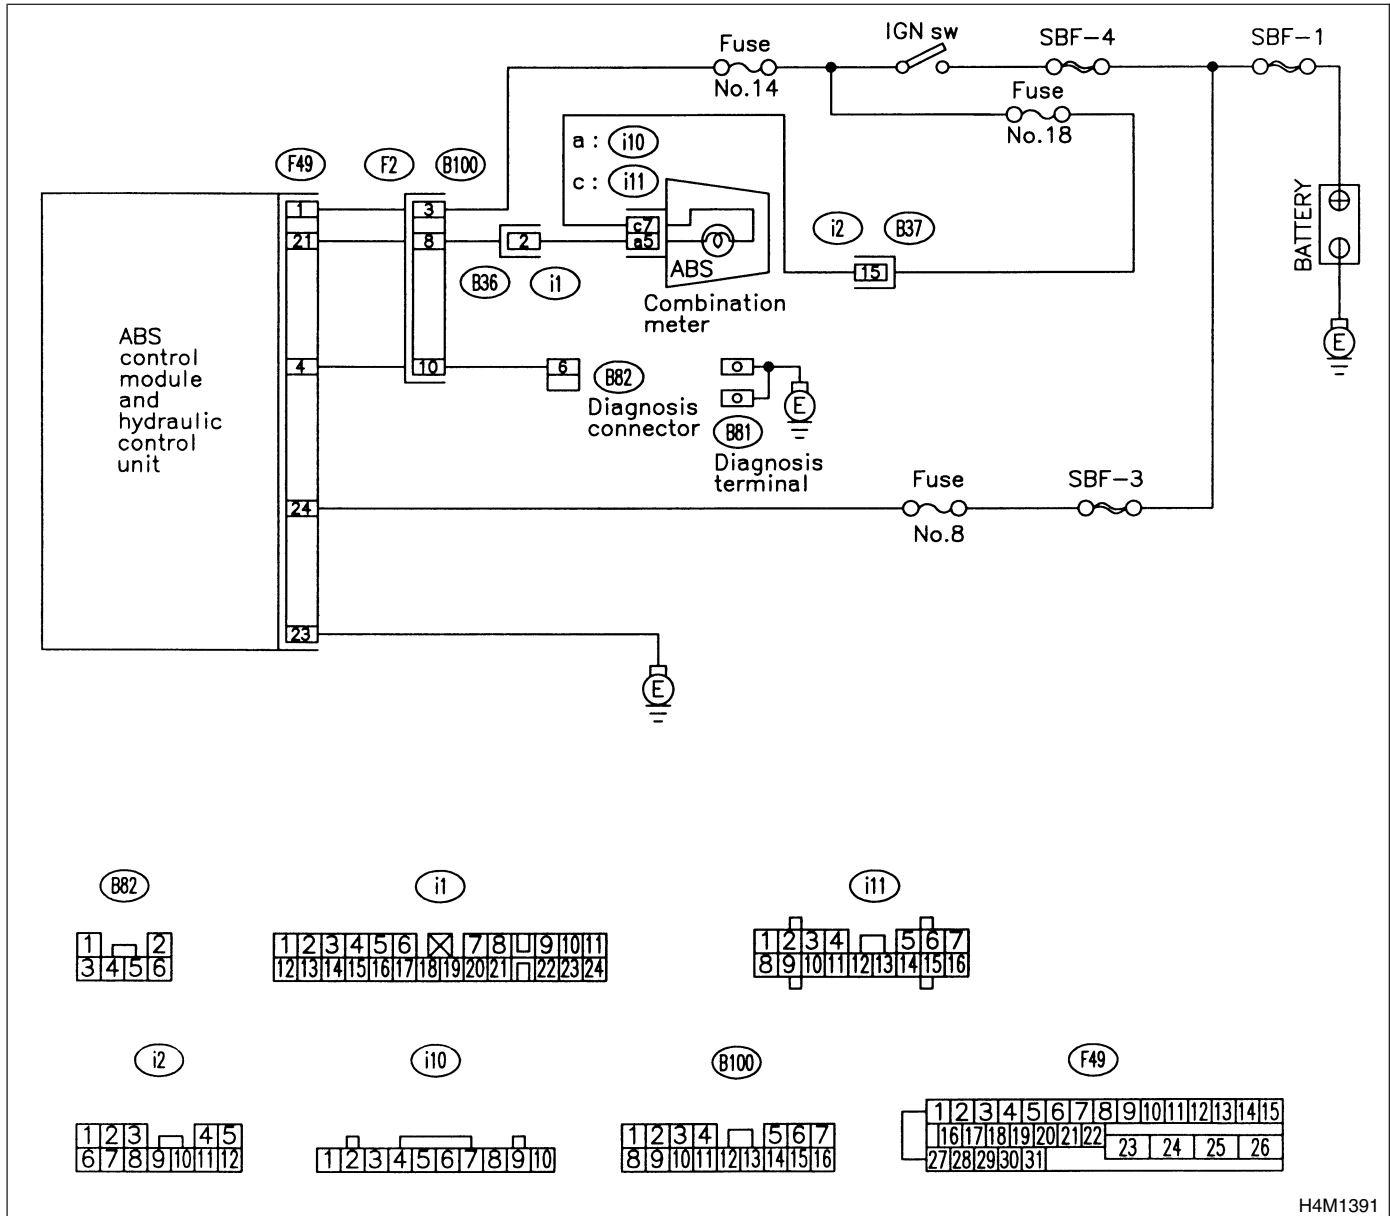 IGN sw
SBF-4
SBF-1
Fuse
No.14
Fuse
No.18
a : i10
c : i11
F49
F2
B100
1
3
21
8
2
c7
a5
ABS
B36
i1
Combination
meter
i2
B37
15
BATTERY
E
ABS
control
module
and
hydraulic
control
unit
4
10
6
B82
Diagnosis
connector
E
B81
Diagnosis
terminal
24
Fuse
No.8
SBF-3
23
E
B82
1 2
3 4 5 6
i1
1 2 3 4 5 6 7 8 9 10 11
12 13 14 15 16 17 18 19 20 21 22 23 24
i11
1 2 3 4 5 6 7
8 9 10 11 12 13 14 15 16
i2
1 2 3 4 5
6 7 8 9 10 11 12
i10
1 2 3 4 5 6 7 8 9 10
B100
1 2 3 4 5 6 7
8 9 10 11 12 13 14 15 16
F49
1 2 3 4 5 6 7 8 9 10 11 12 13 14 15
16 17 18 19 20 21 22 23 24 25 26
27 28 29 30 31
H4M1391